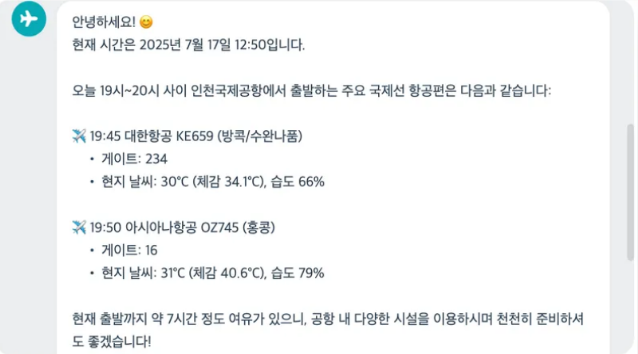 안녕하세요! 😊
현재 시간은 2025년 7월 17일 12:50입니다.
오늘 19시~20시 사이 인천국제공항에서 출발하는 주요 국제선 항공편은 다음과 같습니다:
✈️ 19:45 대한항공 KE659 (방콕/수완나품)
• 게이트: 234
• 현지 날씨: 30°C (체감 34.1°C), 습도 66%
✈️ 19:50 아시아나항공 OZ745 (홍콩)
• 게이트: 16
• 현지 날씨: 31°C (체감 40.6°C), 습도 79%
현재 출발까지 약 7시간 정도 여유가 있으니, 공항 내 다양한 시설을 이용하시며 천천히 준비하셔
도 좋겠습니다!